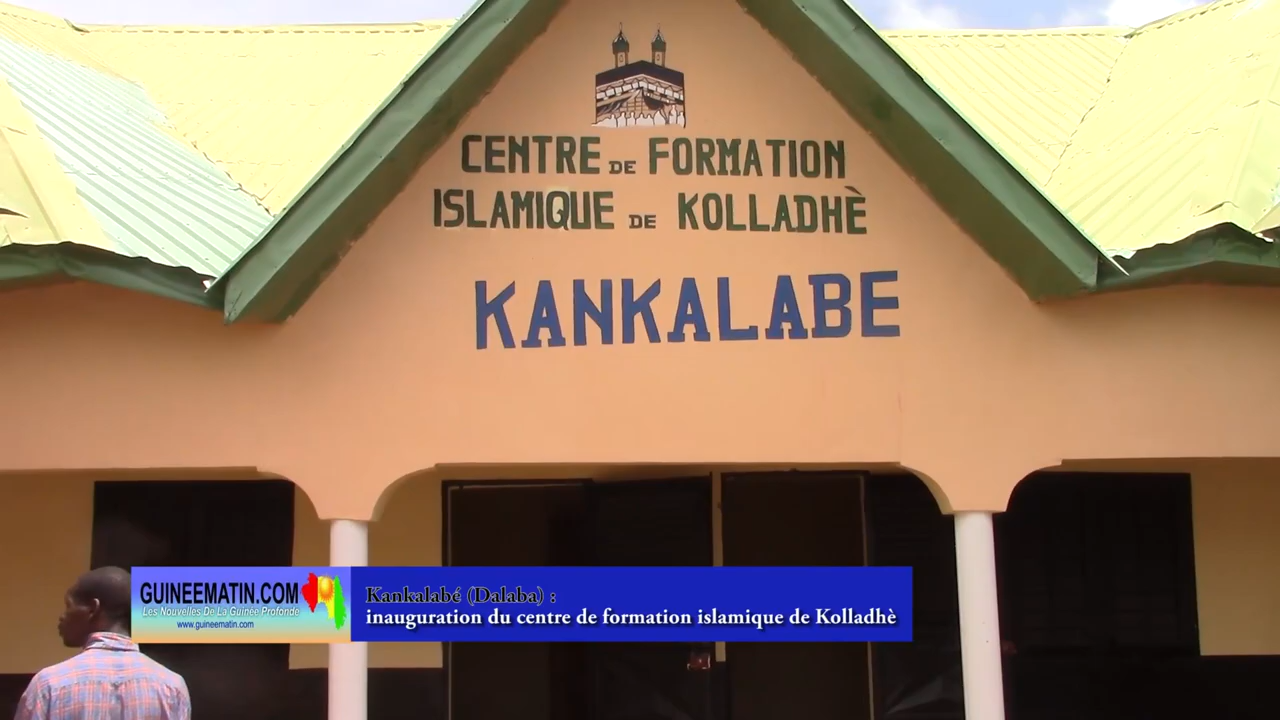 CENTRE DE FORMATION
ISLAMIQUE DE KOLLADHÈ
KANKALABE
GUINEEMATIN.COM
Les Nouvelles De La Guinée Profonde
www.guineematin.com
Kankalabé (Dalaba) :
inauguration du centre de formation islamique de Kolladhè